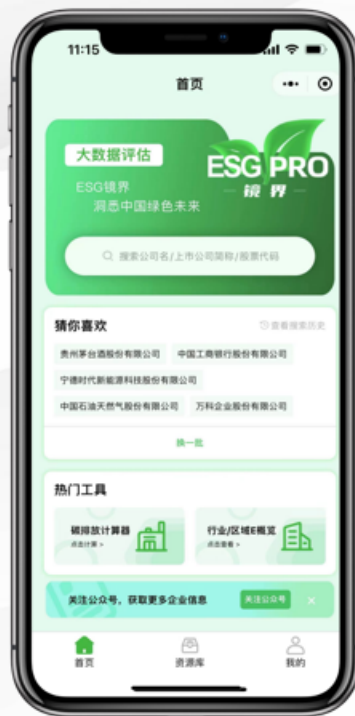 11:15
首页
大数据评估
ESG PRO
镜界
ESG镜界
洞悉中国绿色未来
搜索公司名/上市公司简称/股票代码
猜你喜欢
查看搜索历史
贵州茅台酒股份有限公司 中国工商银行股份有限公司
宁德时代新能源科技股份有限公司
中国石油天然气股份有限公司 万科企业股份有限公司
换一批
热门工具
碳排放计算器
点击计算 >
行业/区域E概览
点击查看 >
关注公众号，获取更多企业信息 关注公众号 ×
首页 资源库 我的